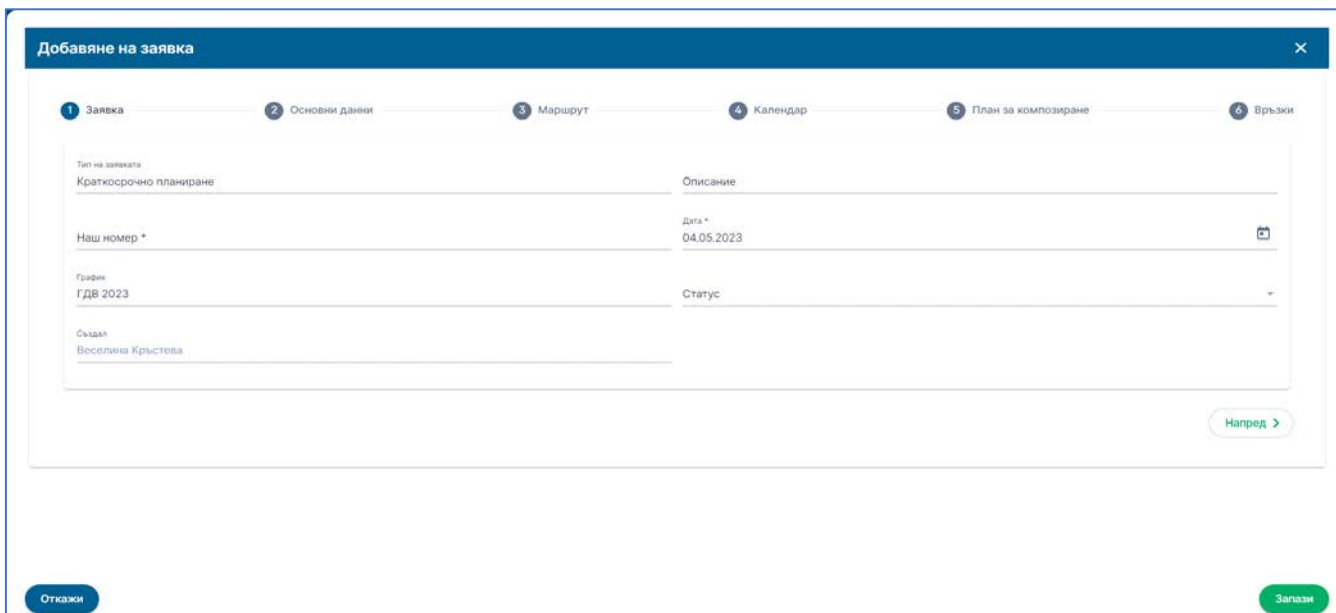 Добавяне на заявка
1 Заявка 2 Основни данни 3 Маршрут 4 Календар 5 План за композиране 6 Връзки
Тип на заявката
Краткосрочно планиране Описание
Дата *
Наш номер * 04.05.2023
График
ГДВ 2023 Статус
Създал
Веселина Кръстева
Напред
Откажи Запази